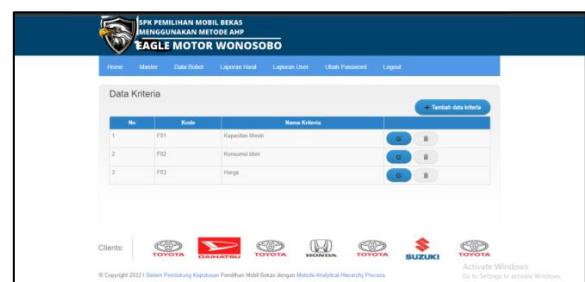 SPK PEMILIHAN MOBIL BEKAS
MENGGUNAKAN METODE AHP
EAGLE MOTOR WONOSOBO
Home Master Data Bobot Laporan Hasil Laporan User Ubah Password Logout
Data Kriteria
+ Tambah data kriteria
No Kode Nama Kriteria
1 Kapasitas Mesin
2 Konsumsi bbm
3 Harga
Clients: TOYOTA DAIHATSU TOYOTA TOYOTA HONDA TOYOTA SUZUKI TOYOTA
Activate Windows
Go to Settings to activate Windows.
© Copyright 2022 | Sistem Pendukung Keputusan Pemilihan Mobil Bekas dengan Metode Analytical Hierarchy Process